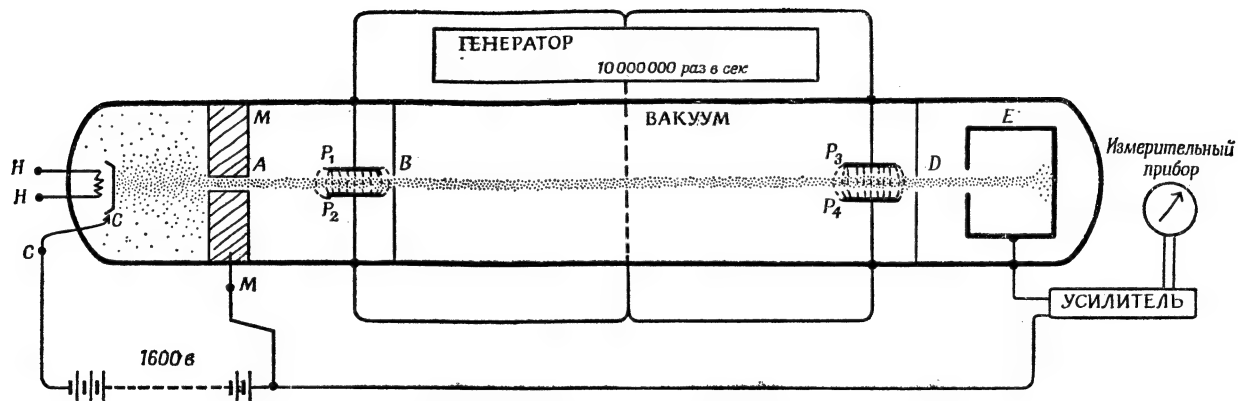 ГЕНЕРАТОР
10 000 000 раз в сек
ВАКУУМ
M
E
Измерительный
прибор
H
A
P₁
B
P₃
D
H
P₂
P₄
C
C
M
УСИЛИТЕЛЬ
1600 в